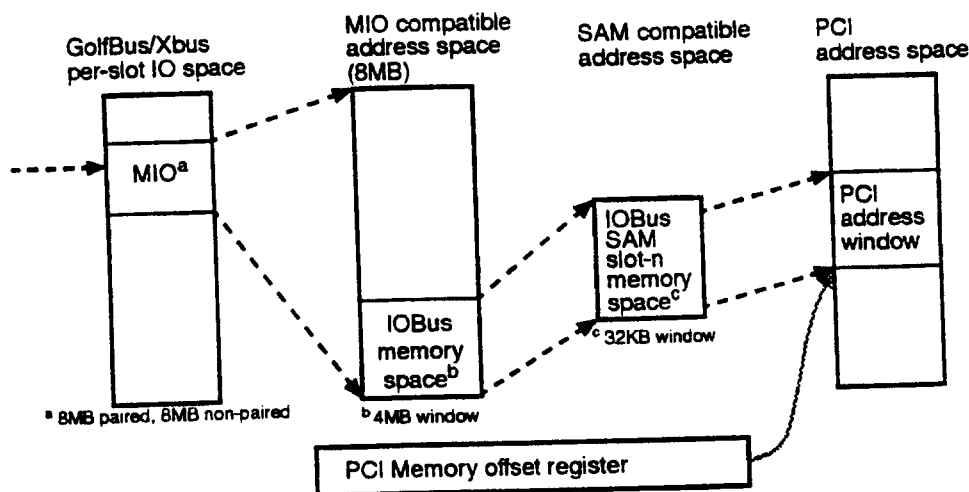 GolfBus/Xbus
per-slot IO space
MIO compatible
address space
(8MB)
SAM compatible
address space
PCI
address space
MIOa
IOBus
memory
spaceb
IOBus
SAM
slot-n
memory
spacec
PCI
address
window
a 8MB paired, 8MB non-paired
b 4MB window
c 32KB window
PCI Memory offset register